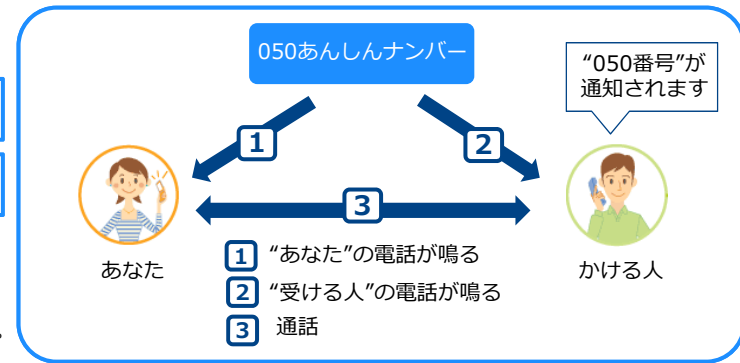 050あんしんナンバー
“050番号”が
通知されます
1
2
3
あなた
かける人
1 “あなた”の電話が鳴る
2 “受ける人”の電話が鳴る
3 通話